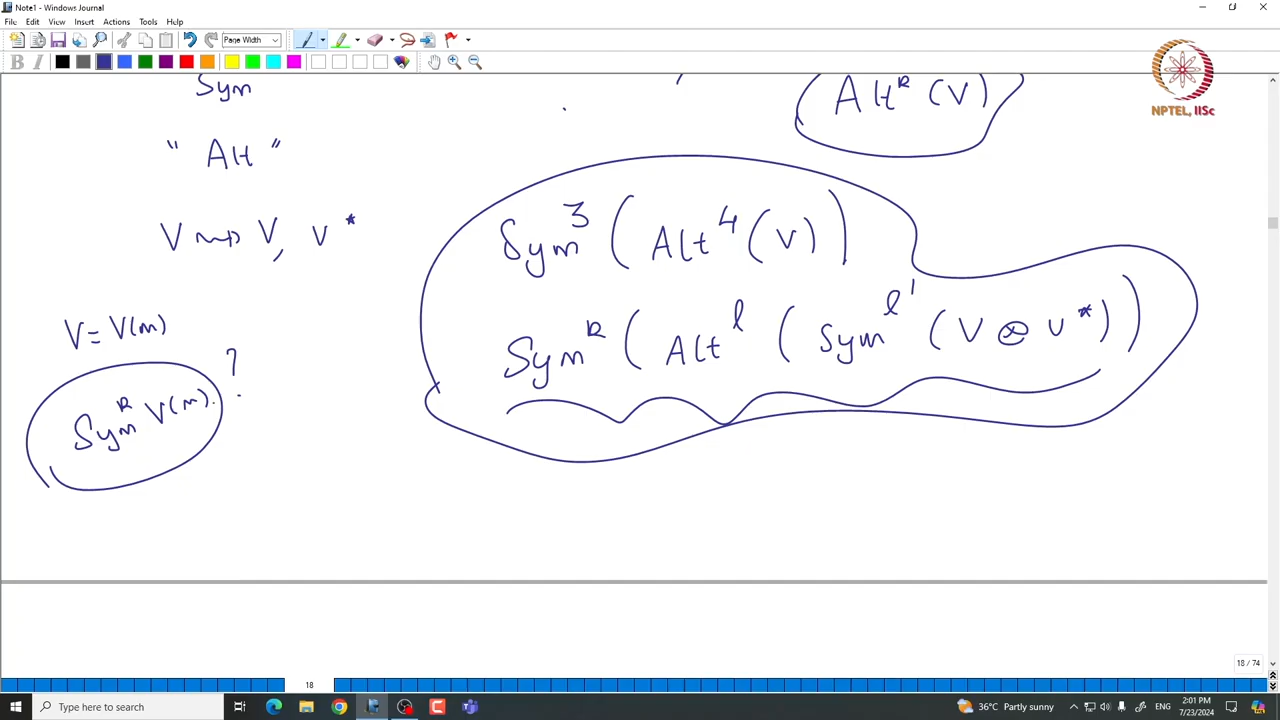 Note1 - Windows Journal
File Edit View Insert Actions Tools Help
Page Width
B I
NPTEL, IISc
Sym
Alt^k (V)
" Alt "
V ⇝ V, V*
Sym^3 ( Alt^4 (V) )
Sym^k ( Alt^l ( Sym^l' ( V ⊗ V* ) )
V = V(m)
Sym^k V(m). ?
18 / 74
18
Type here to search
36°C Partly sunny
2:01 PM
7/23/2024